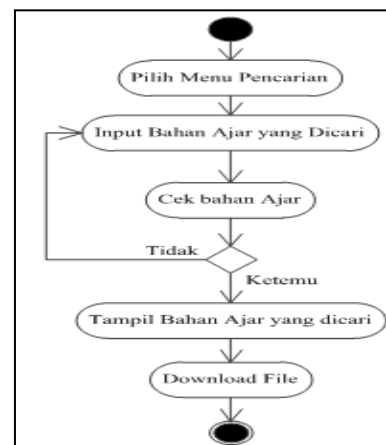 Pilih Menu Pencarian
Input Bahan Ajar yang Dicari
Cek bahan Ajar
Tidak
Ketemu
Tampil Bahan Ajar yang dicari
Download File